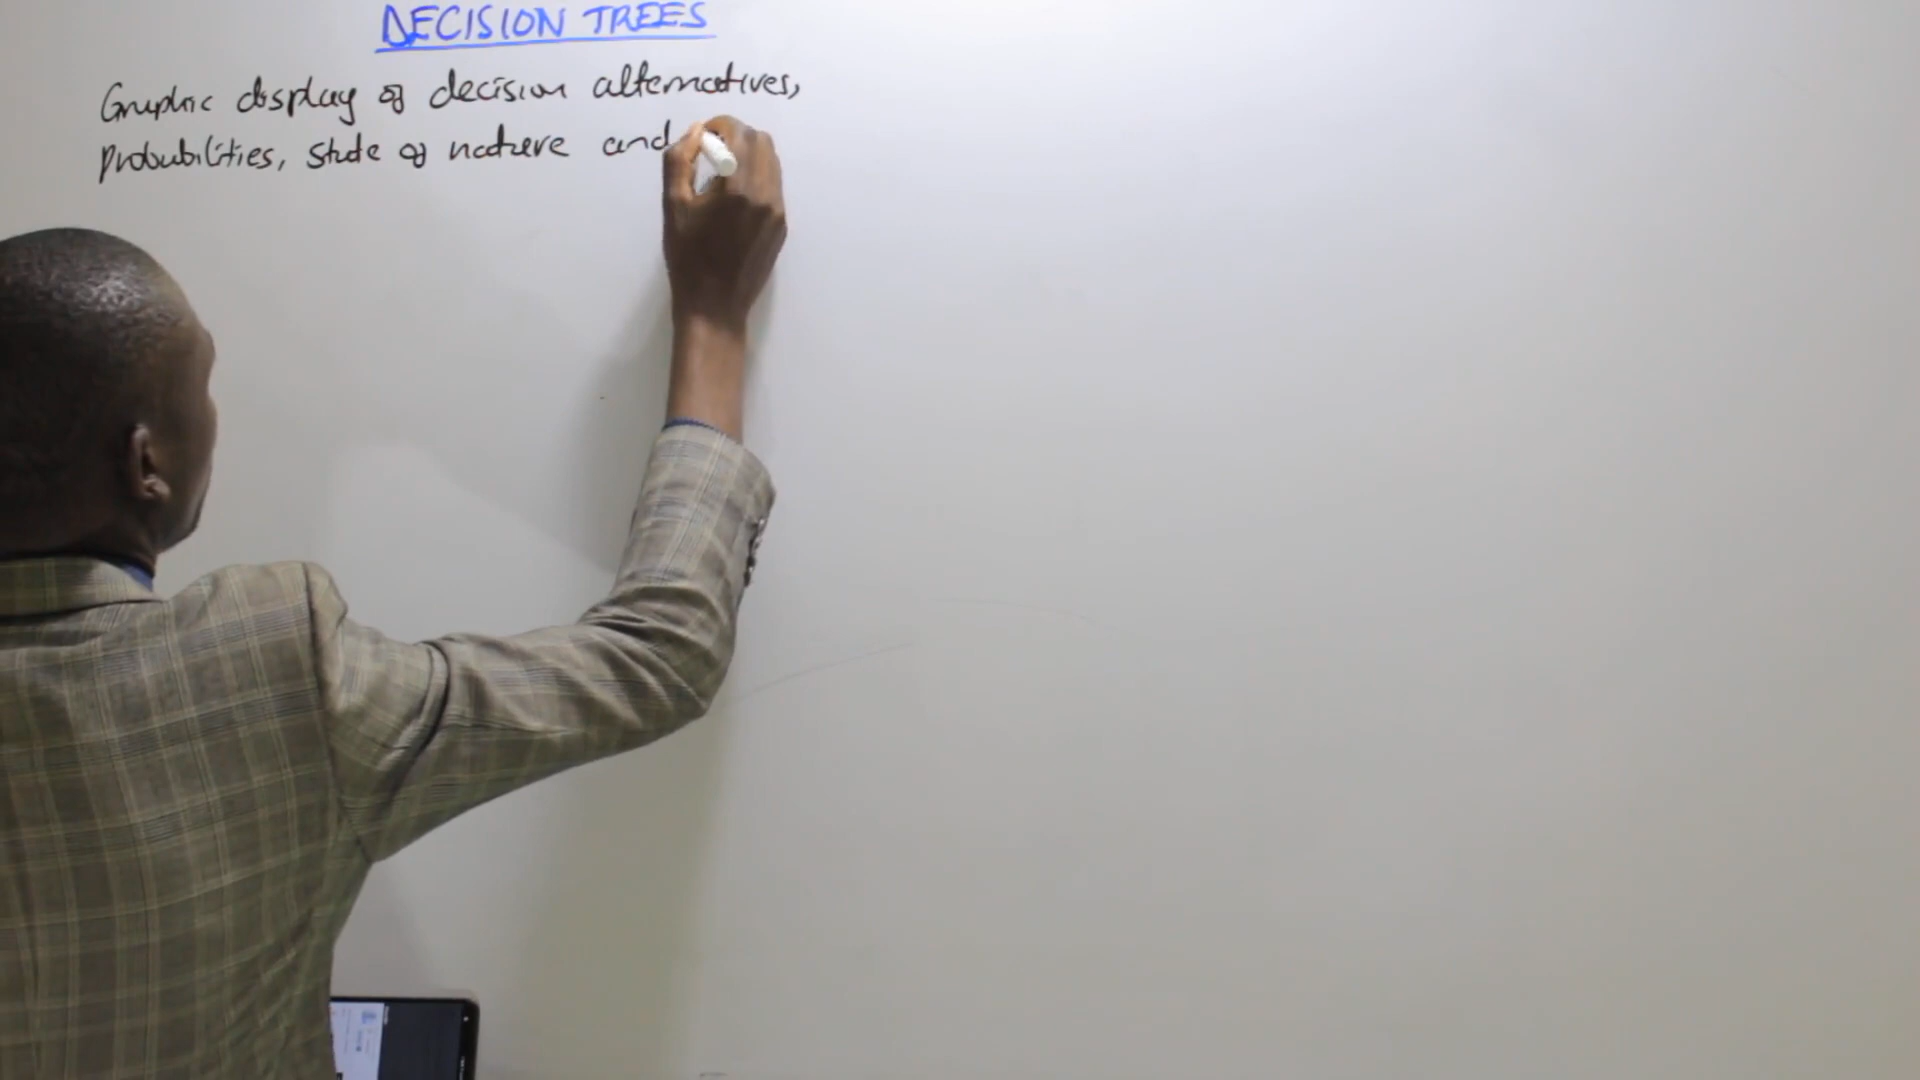 DECISION TREES
Graphic display of decision alternatives,
probabilities, state of nature and